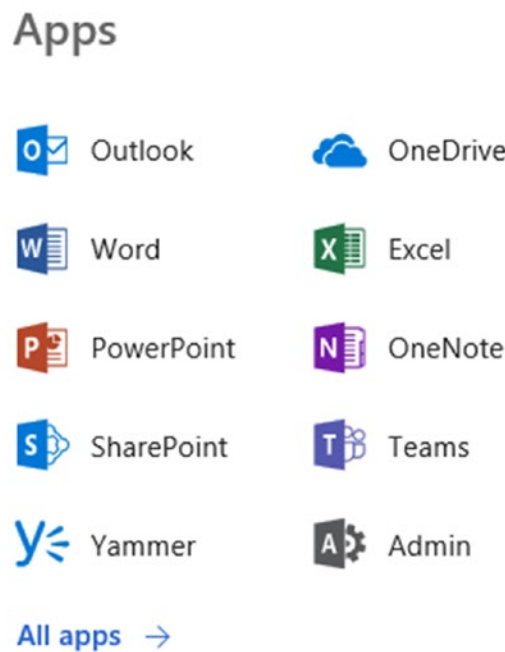 Apps
Outlook OneDrive
Word Excel
PowerPoint OneNote
SharePoint Teams
Yammer Admin
All apps →